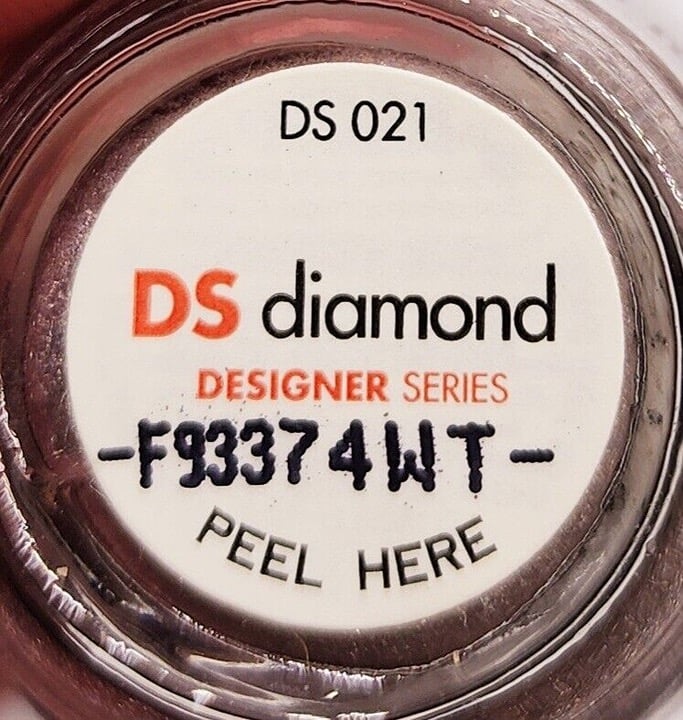 DS 021
DS diamond
DESIGNER SERIES
-F93374WT-
PEEL HERE